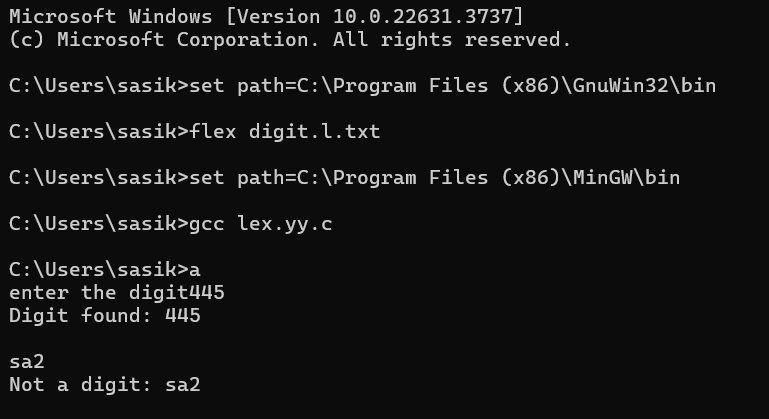 Microsoft Windows [Version 10.0.22631.3737]
(c) Microsoft Corporation. All rights reserved.
C:\Users\sasik>set path=C:\Program Files (x86)\GnuWin32\bin
C:\Users\sasik>flex digit.l.txt
C:\Users\sasik>set path=C:\Program Files (x86)\MinGW\bin
C:\Users\sasik>gcc lex.yy.c
C:\Users\sasik>a
enter the digit445
Digit found: 445
sa2
Not a digit: sa2